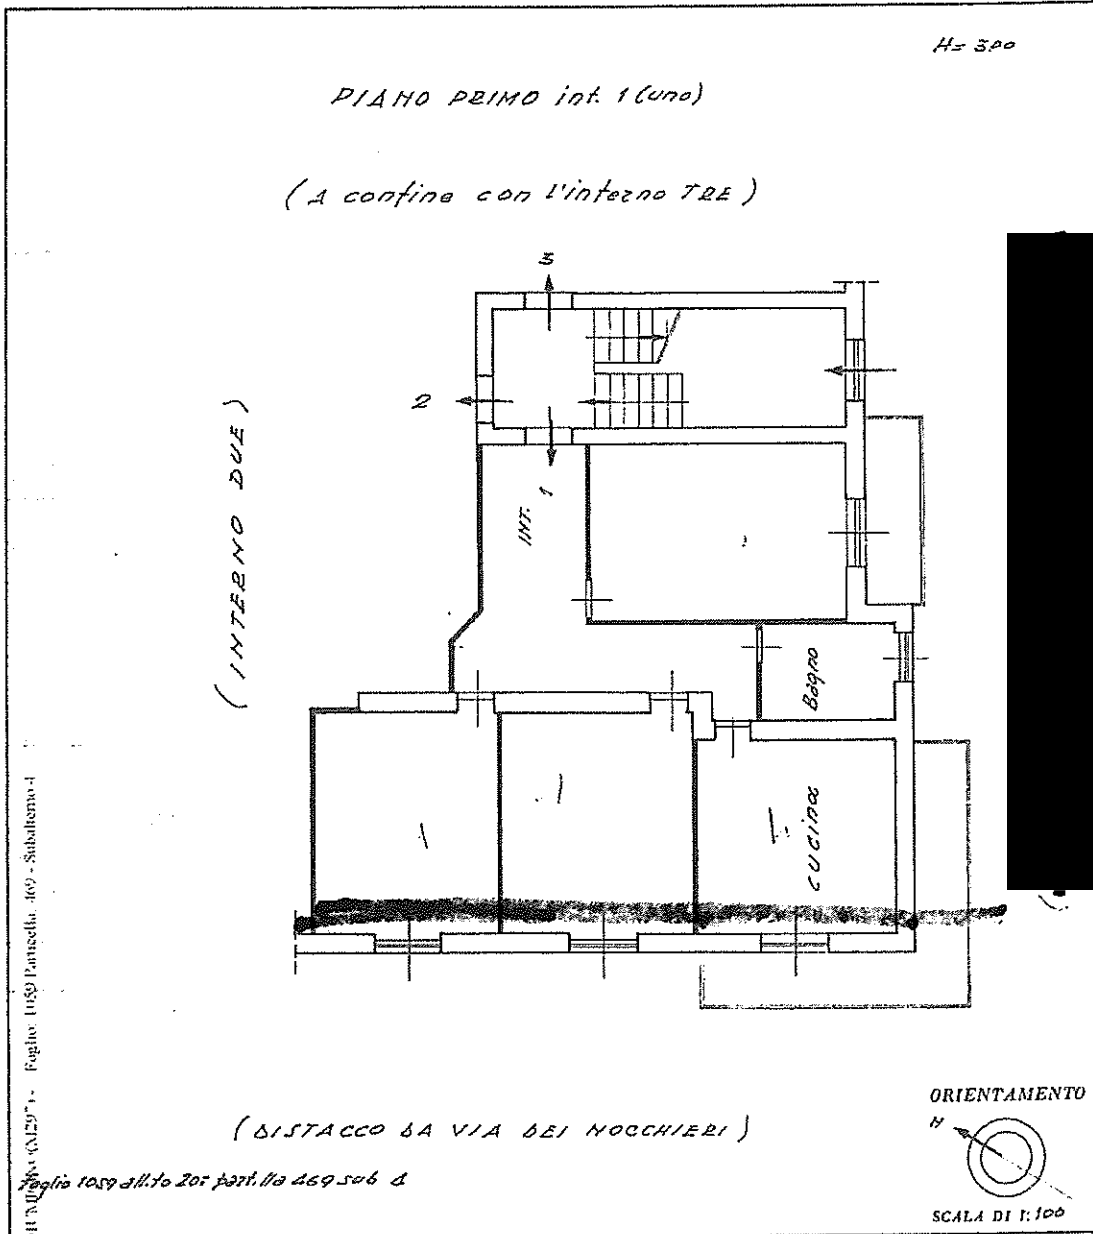 H= 3.00
PIANO PRIMO int. 1 (uno)
(A confine con l'interno TRE)
3
2
(INTERNO DUE)
INT. 1
Bagno
cucina
(DISTACCO DA VIA DEI NOCCHIERI)
Foglio 1059 all.to 205 part.lla 469 sub 4
Foglio: 1059 Particella: 469 - Subalterno 4
ORIENTAMENTO
N
SCALA DI 1:100